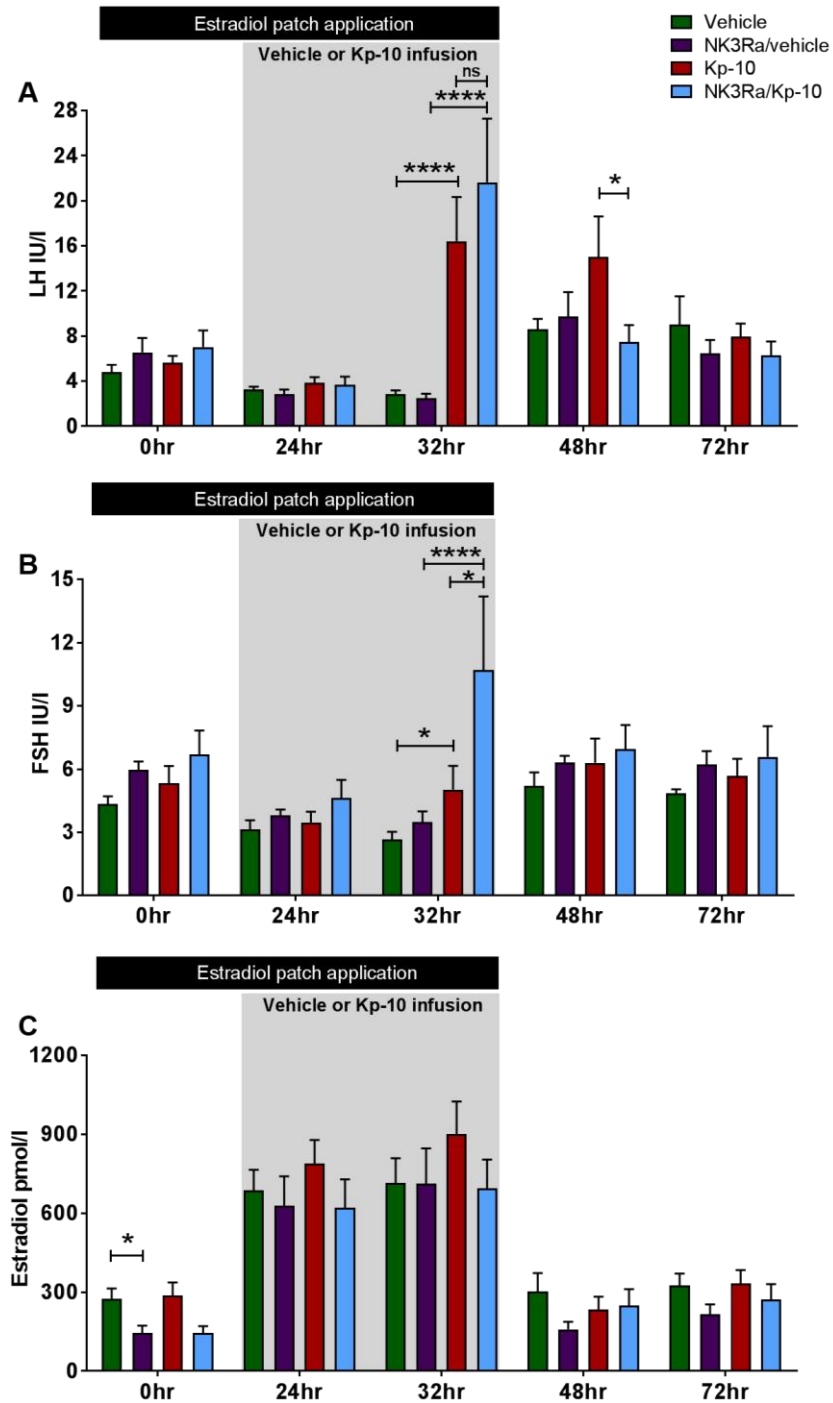 Estradiol patch application
Vehicle or Kp-10 infusion
Vehicle
NK3Ra/vehicle
Kp-10
NK3Ra/Kp-10
A
ns
****
****
*
28
24
20
16
12
8
4
0
LH IU/l
0hr 24hr 32hr 48hr 72hr
Estradiol patch application
Vehicle or Kp-10 infusion
B
****
*
*
15
12
9
6
3
0
FSH IU/l
0hr 24hr 32hr 48hr 72hr
Estradiol patch application
Vehicle or Kp-10 infusion
C
*
1200
900
600
300
0
Estradiol pmol/l
0hr 24hr 32hr 48hr 72hr